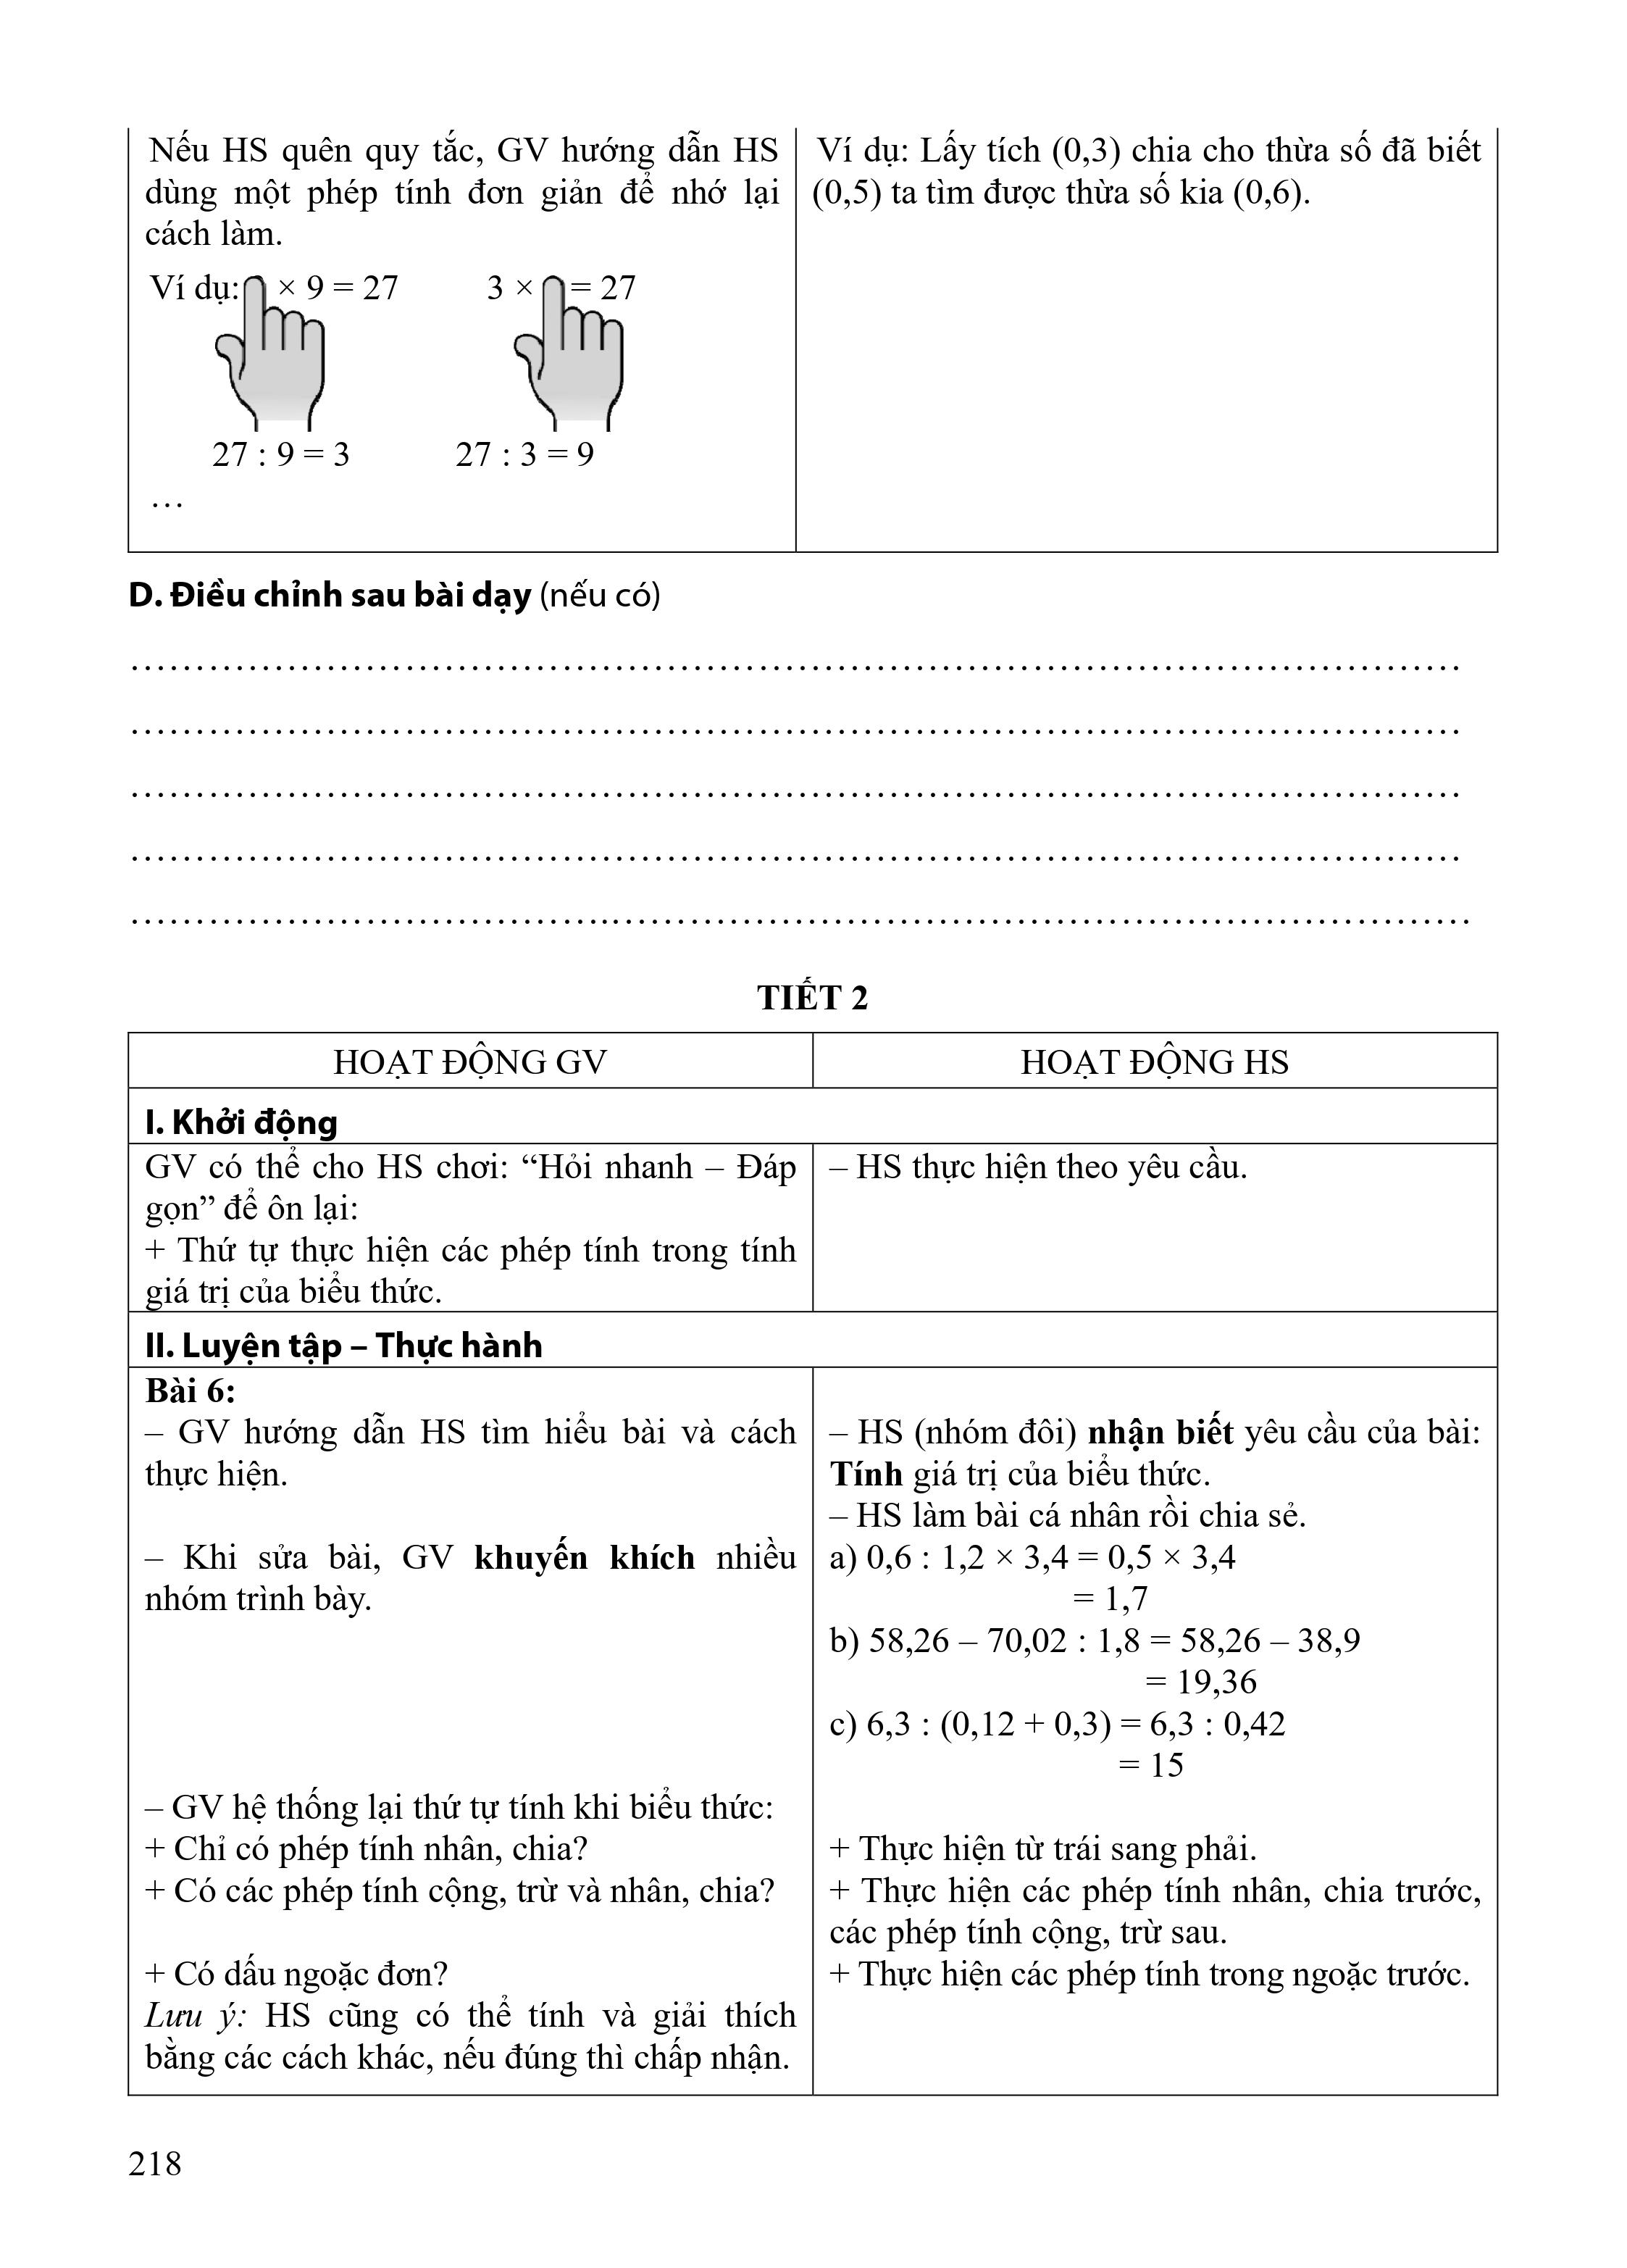 Nếu HS quên quy tắc, GV hướng dẫn HS
dùng một phép tính đơn giản để nhớ lại
cách làm.
Ví dụ: × 9 = 27 3 × = 27
27 : 9 = 3 27 : 3 = 9
…
Ví dụ: Lấy tích (0,3) chia cho thừa số đã biết
(0,5) ta tìm được thừa số kia (0,6).
D. Điều chỉnh sau bài dạy (nếu có)
TIẾT 2
HOẠT ĐỘNG GV
HOẠT ĐỘNG HS
I. Khởi động
GV có thể cho HS chơi: “Hỏi nhanh – Đáp
gọn” để ôn lại:
+ Thứ tự thực hiện các phép tính trong tính
giá trị của biểu thức.
– HS thực hiện theo yêu cầu.
II. Luyện tập – Thực hành
Bài 6:
– GV hướng dẫn HS tìm hiểu bài và cách
thực hiện.
– Khi sửa bài, GV khuyến khích nhiều
nhóm trình bày.
– GV hệ thống lại thứ tự tính khi biểu thức:
+ Chỉ có phép tính nhân, chia?
+ Có các phép tính cộng, trừ và nhân, chia?
+ Có dấu ngoặc đơn?
Lưu ý: HS cũng có thể tính và giải thích
bằng các cách khác, nếu đúng thì chấp nhận.
– HS (nhóm đôi) nhận biết yêu cầu của bài:
Tính giá trị của biểu thức.
– HS làm bài cá nhân rồi chia sẻ.
a) 0,6 : 1,2 × 3,4 = 0,5 × 3,4
= 1,7
b) 58,26 – 70,02 : 1,8 = 58,26 – 38,9
= 19,36
c) 6,3 : (0,12 + 0,3) = 6,3 : 0,42
= 15
+ Thực hiện từ trái sang phải.
+ Thực hiện các phép tính nhân, chia trước,
các phép tính cộng, trừ sau.
+ Thực hiện các phép tính trong ngoặc trước.
218